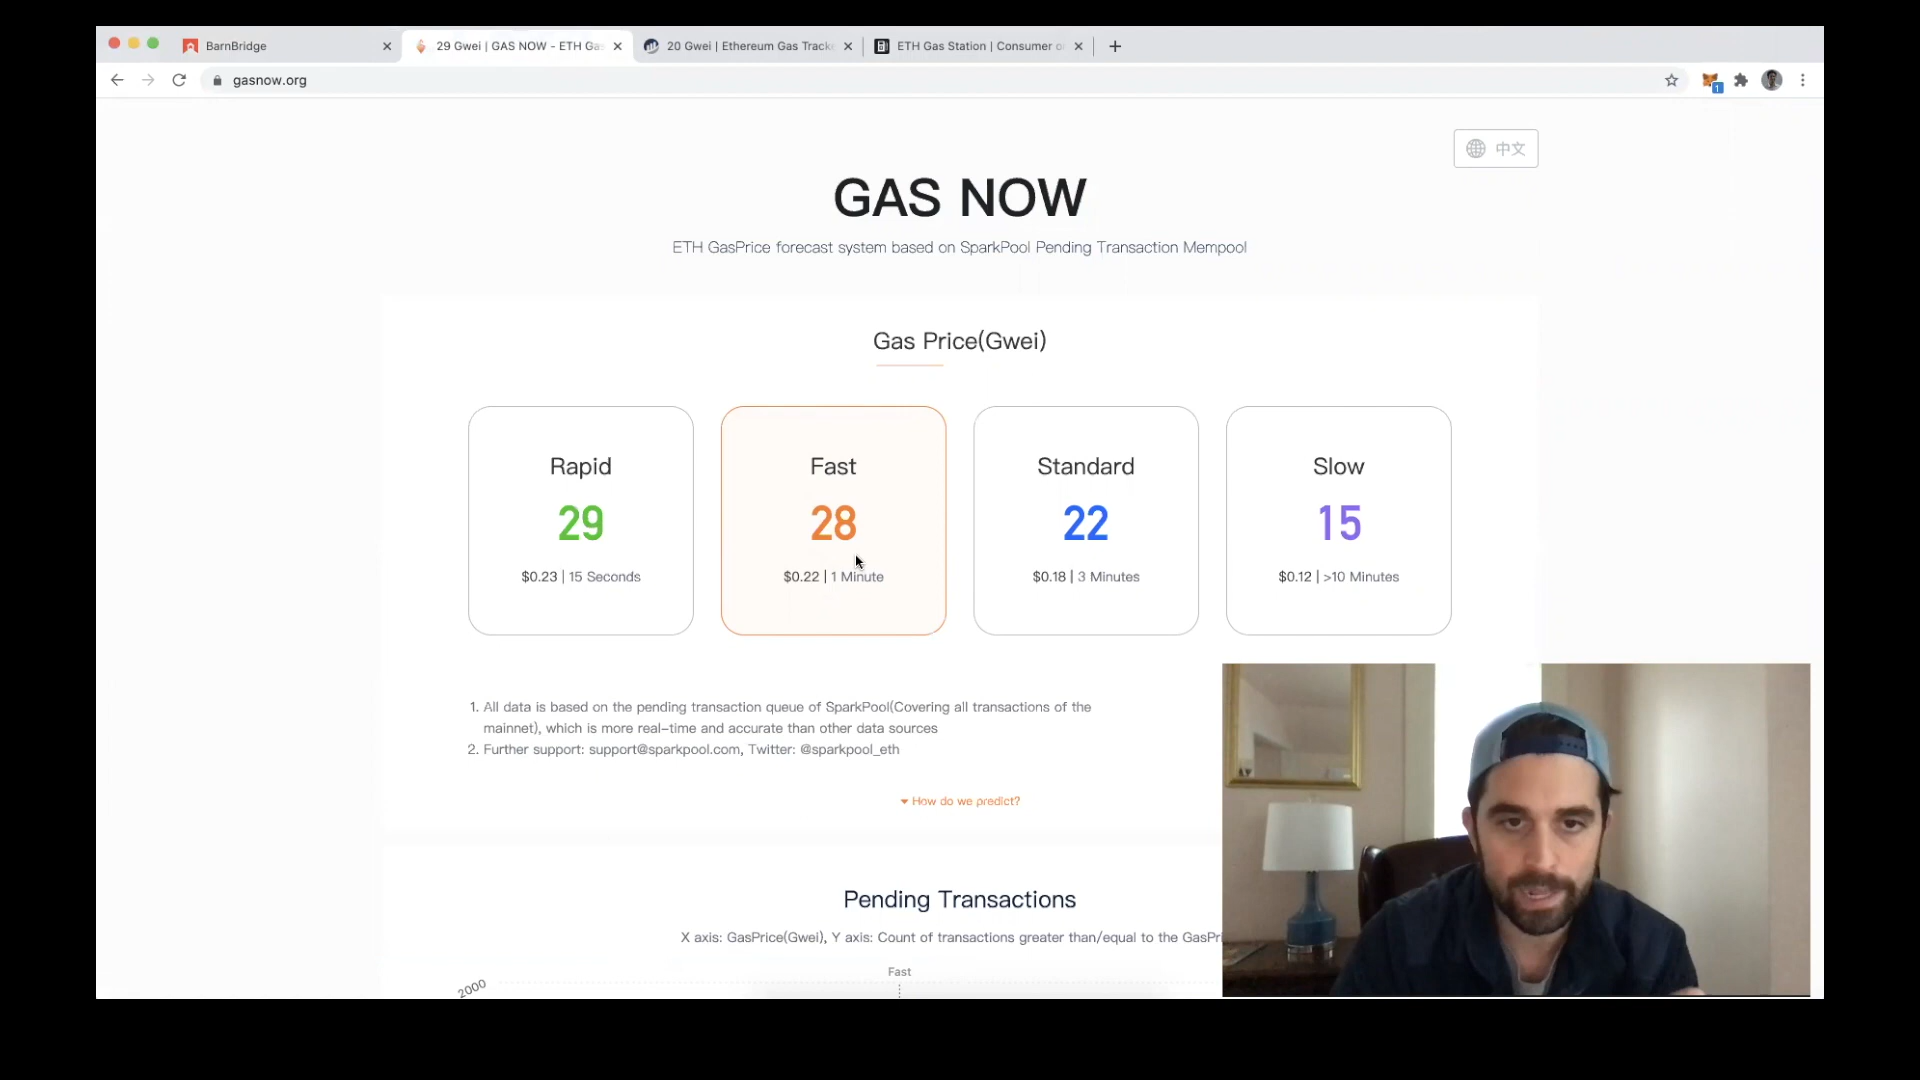 BarnBridge
29 Gwei | GAS NOW - ETH Ga
20 Gwei | Ethereum Gas Track
ETH Gas Station | Consumer o
gasnow.org
1
中文
GAS NOW
ETH GasPrice forecast system based on SparkPool Pending Transaction Mempool
Gas Price(Gwei)
Rapid
29
$0.23 | 15 Seconds
Fast
28
$0.22 | 1 Minute
Standard
22
$0.18 | 3 Minutes
Slow
15
$0.12 | >10 Minutes
1. All data is based on the pending transaction queue of SparkPool(Covering all transactions of the
mainnet), which is more real-time and accurate than other data sources
2. Further support: support@sparkpool.com, Twitter: @sparkpool_eth
How do we predict?
Pending Transactions
X axis: GasPrice(Gwei), Y axis: Count of transactions greater than/equal to the GasPri
Fast
2000